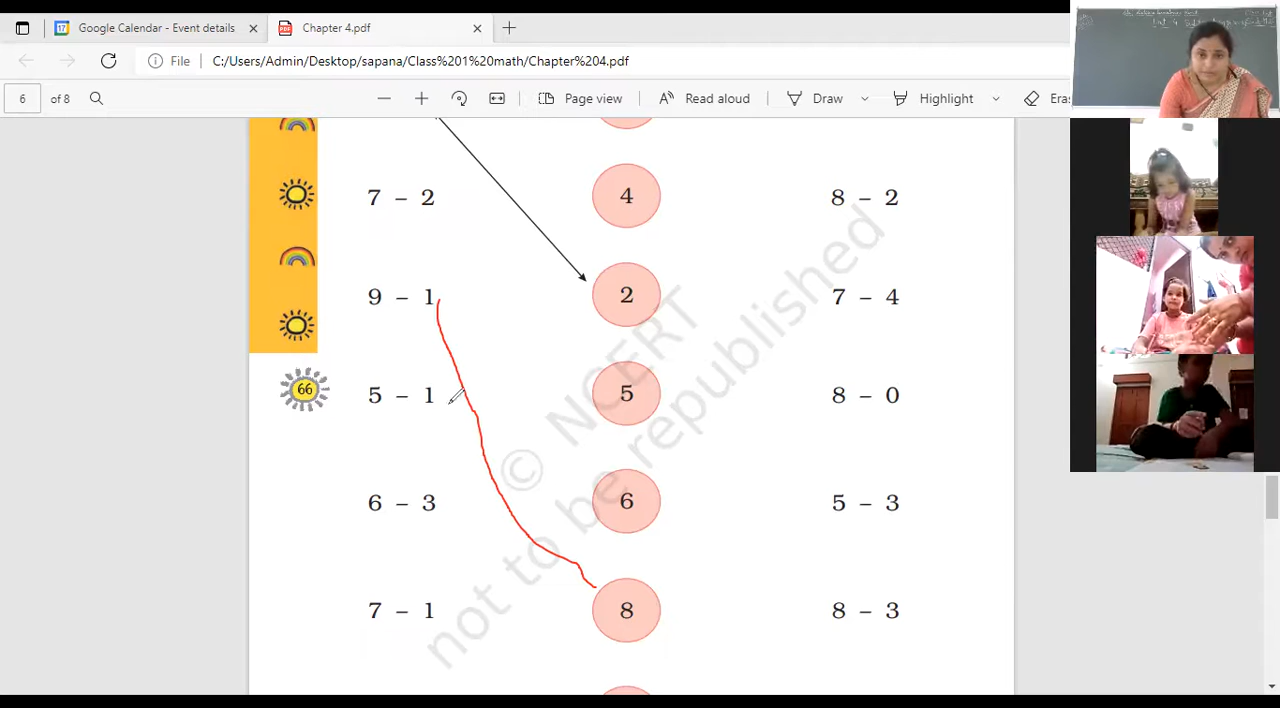 Google Calendar - Event details
Chapter 4.pdf
File
C:/Users/Admin/Desktop/sapana/Class%201%20math/Chapter%204.pdf
6 of 8
Page view
Read aloud
Draw
Highlight
Eras
7 – 2 4 8 – 2
9 – 1 2 7 – 4
66
5 – 1 5 8 – 0
6 – 3 6 5 – 3
7 – 1 8 8 – 3
© NCERT
not to be republished
17
PDF